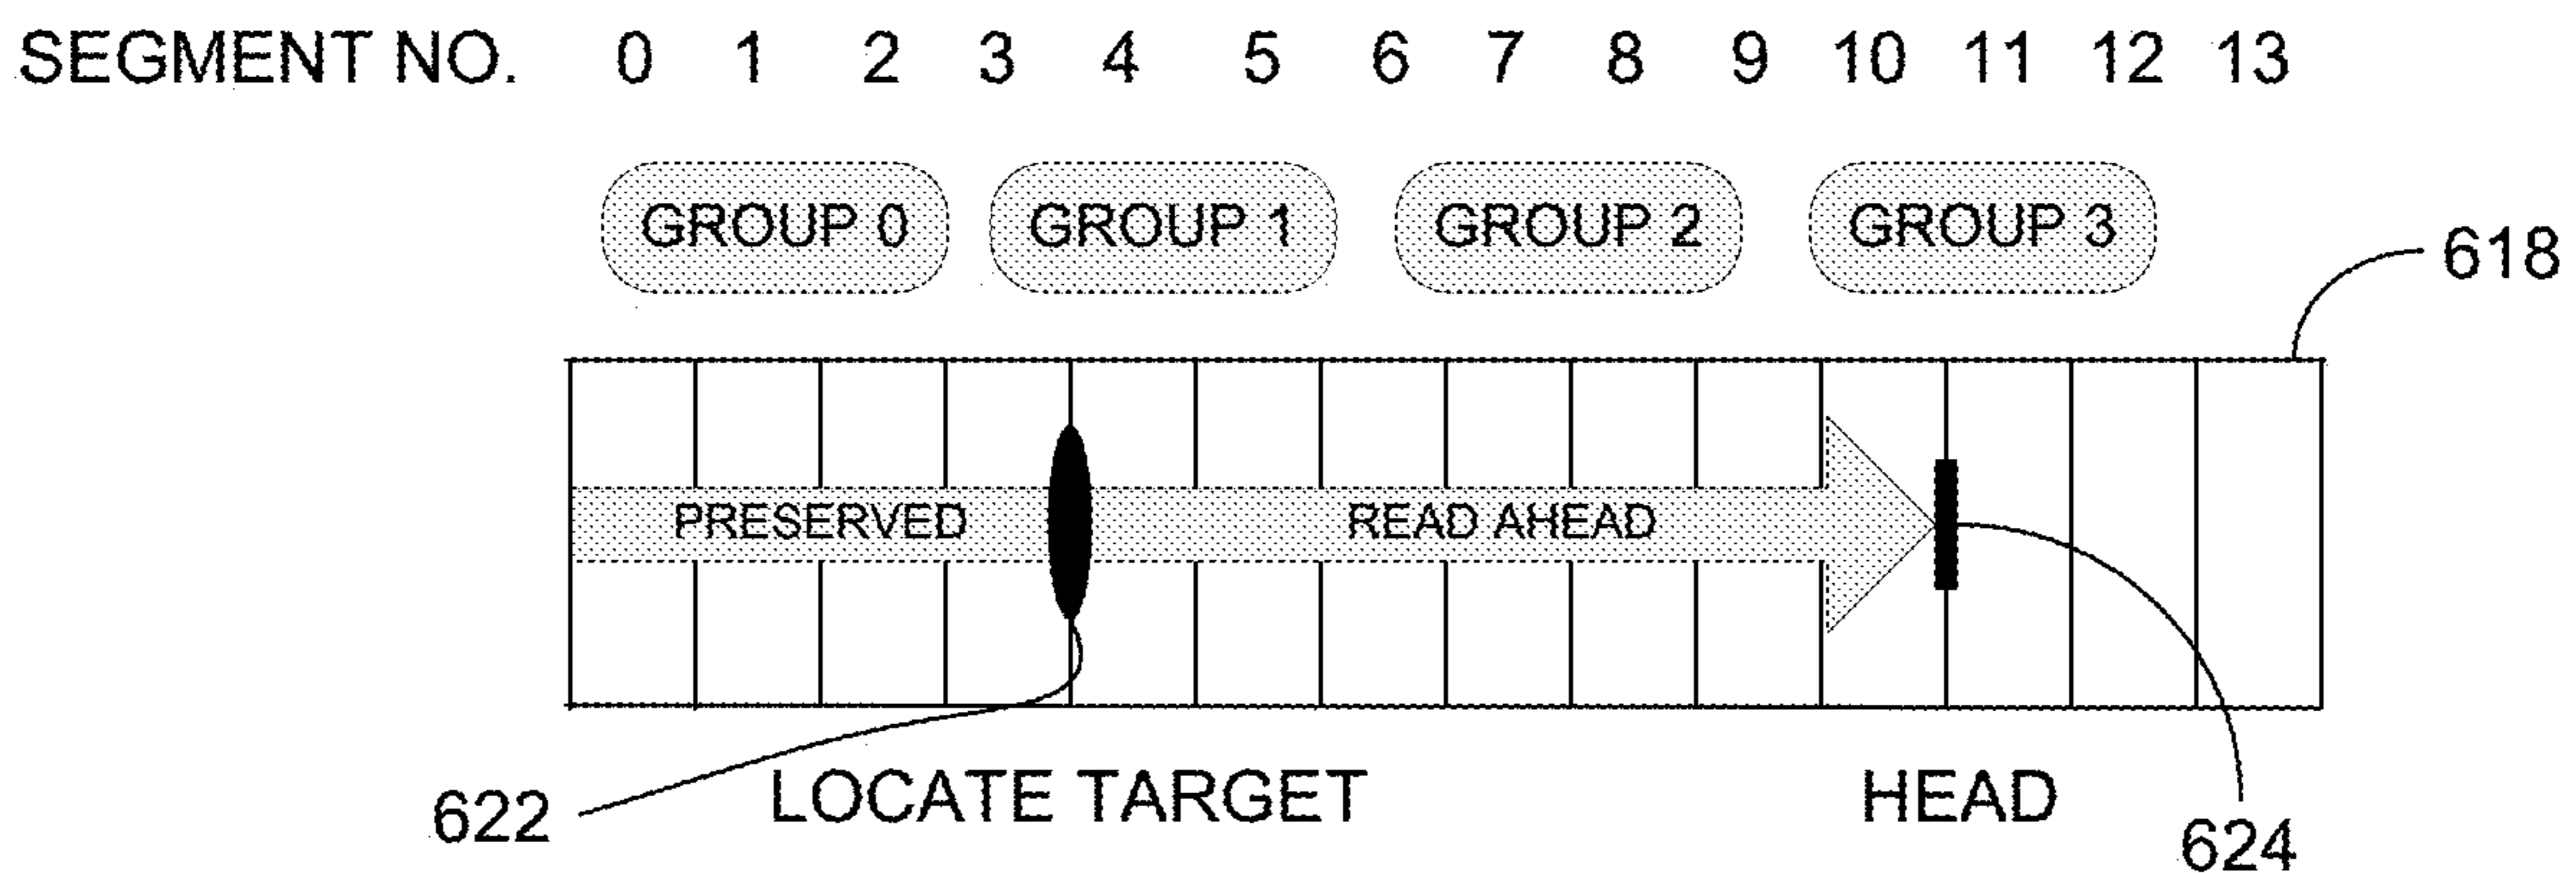 SEGMENT NO. 0 1 2 3 4 5 6 7 8 9 10 11 12 13
GROUP 0 GROUP 1 GROUP 2 GROUP 3
618
PRESERVED READ AHEAD
LOCATE TARGET HEAD
622
624